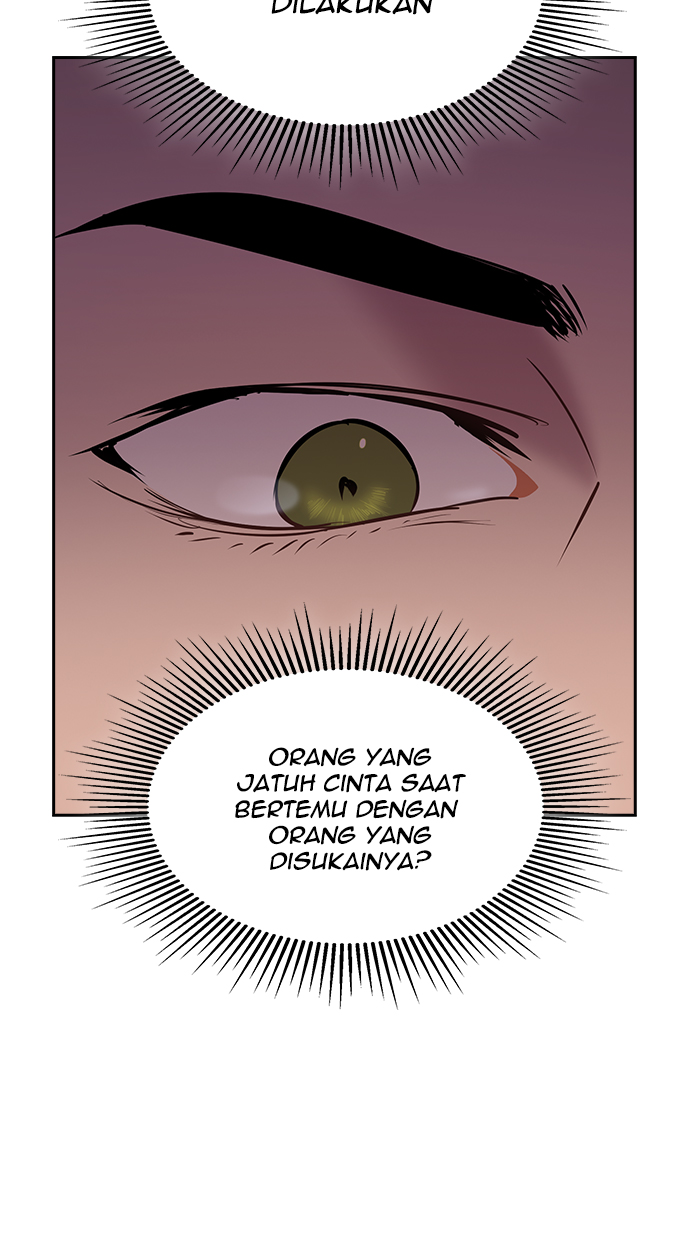 DILAKUKAN
ORANG YANG
JATUH CINTA SAAT
BERTEMU DENGAN
ORANG YANG
DISUKAINYA?